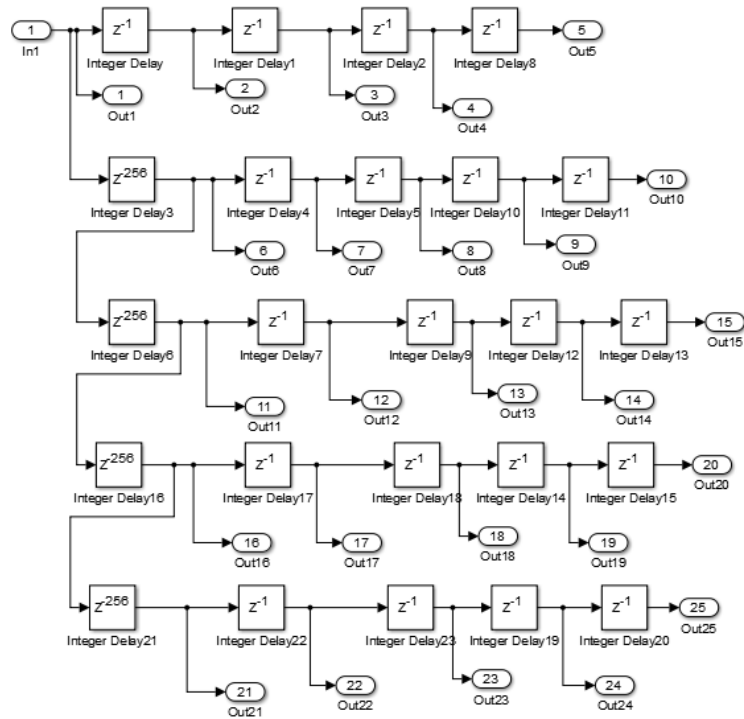 1 z-1 z-1 z-1 z-1 5
In1 Integer Delay Integer Delay1 Integer Delay2 Integer Delay8 Out5
1 2 3 4
Out1 Out2 Out3 Out4
z-256 z-1 z-1 z-1 z-1 10
Integer Delay3 Integer Delay4 Integer Delay5 Integer Delay10 Integer Delay11 Out10
6 7 8 9
Out6 Out7 Out8 Out9
z-256 z-1 z-1 z-1 z-1 15
Integer Delay6 Integer Delay7 Integer Delay9 Integer Delay12 Integer Delay13 Out15
11 12 13 14
Out11 Out12 Out13 Out14
z-256 z-1 z-1 z-1 z-1 20
Integer Delay16 Integer Delay17 Integer Delay18 Integer Delay14 Integer Delay15 Out20
16 17 18 19
Out16 Out17 Out18 Out19
z-256 z-1 z-1 z-1 z-1 25
Integer Delay21 Integer Delay22 Integer Delay23 Integer Delay19 Integer Delay20 Out25
21 22 23 24
Out21 Out22 Out23 Out24